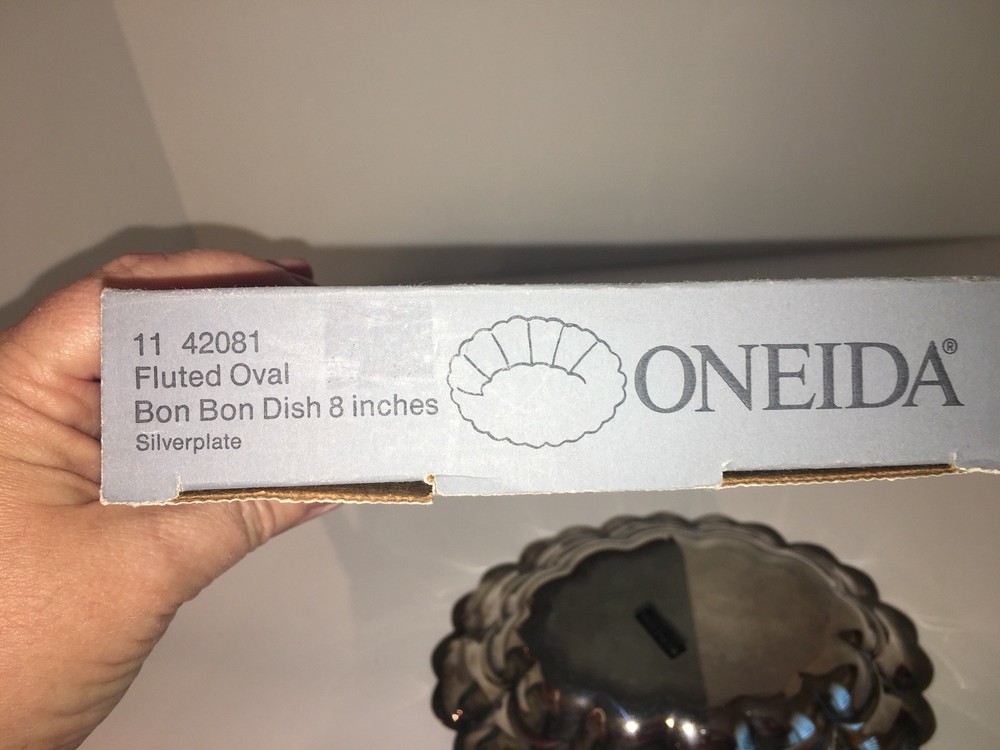 11 42081
Fluted Oval
Bon Bon Dish 8 inches
Silverplate
ONEIDA®